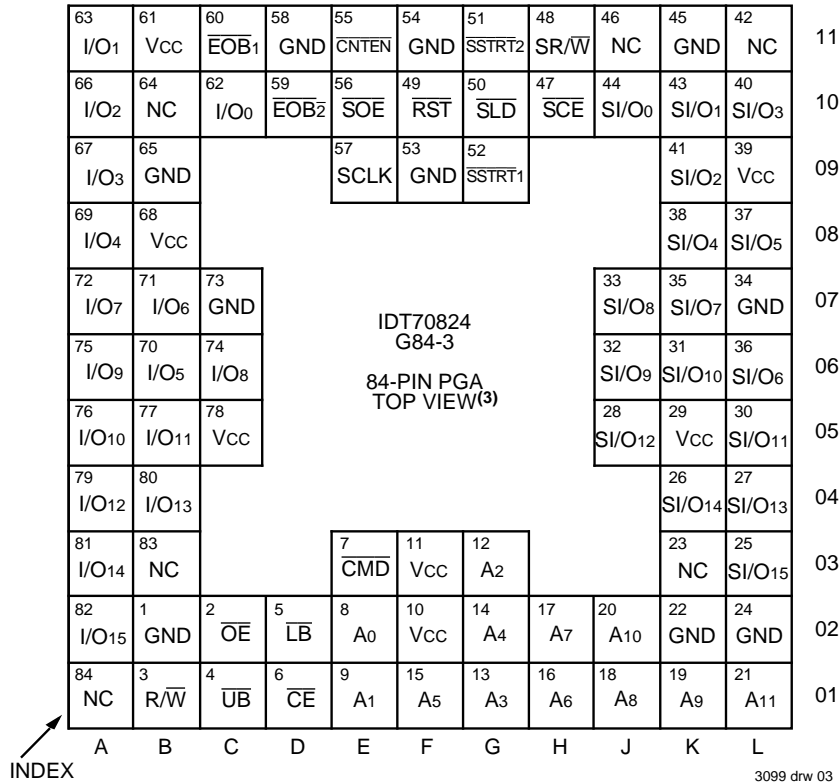 63 61 60 58 55 54 51 48 46 45 42
I/O1 VCC EOB1 GND CNTEN GND SSTRT2 SR/W NC GND NC 11
66 64 62 59 56 49 50 47 44 43 40
I/O2 NC I/O0 EOB2 SOE RST SLD SCE SI/O0 SI/O1 SI/O3 10
67 65 57 53 52 41 39
I/O3 GND SCLK GND SSTRT1 SI/O2 VCC 09
69 68 38 37
I/O4 VCC SI/O4 SI/O5 08
72 71 73 33 35 34
I/O7 I/O6 GND SI/O8 SI/O7 GND 07
IDT70824
G84-3
75 70 74 32 31 36
I/O9 I/O5 I/O8 SI/O9 SI/O10 SI/O6 06
84-PIN PGA
TOP VIEW(3)
76 77 78 28 29 30
I/O10 I/O11 VCC SI/O12 VCC SI/O11 05
79 80 26 27
I/O12 I/O13 SI/O14 SI/O13 04
81 83 7 11 12 23 25
I/O14 NC CMD VCC A2 NC SI/O15 03
82 1 2 5 8 10 14 17 20 22 24
I/O15 GND OE LB A0 VCC A4 A7 A10 GND GND 02
84 3 4 6 9 15 13 16 18 19 21
NC R/W UB CE A1 A5 A3 A6 A8 A9 A11 01
A B C D E F G H J K L
INDEX
3099 drw 03